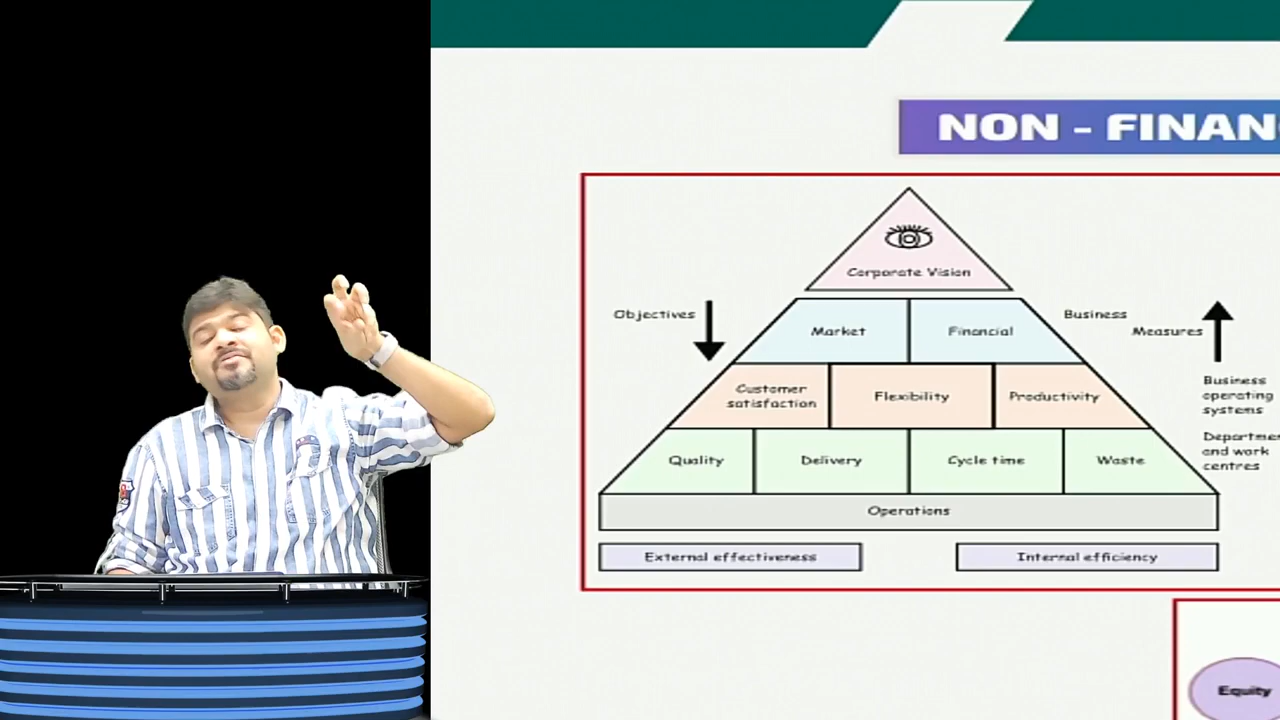 NON - FINAN
Corporate Vision
Objectives
Market
Financial
Business
Measures
Customer
satisfaction
Flexibility
Productivity
Business
operating
systems
Quality
Delivery
Cycle time
Waste
Departme
and work
centres
Operations
External effectiveness
Internal efficiency
Equity